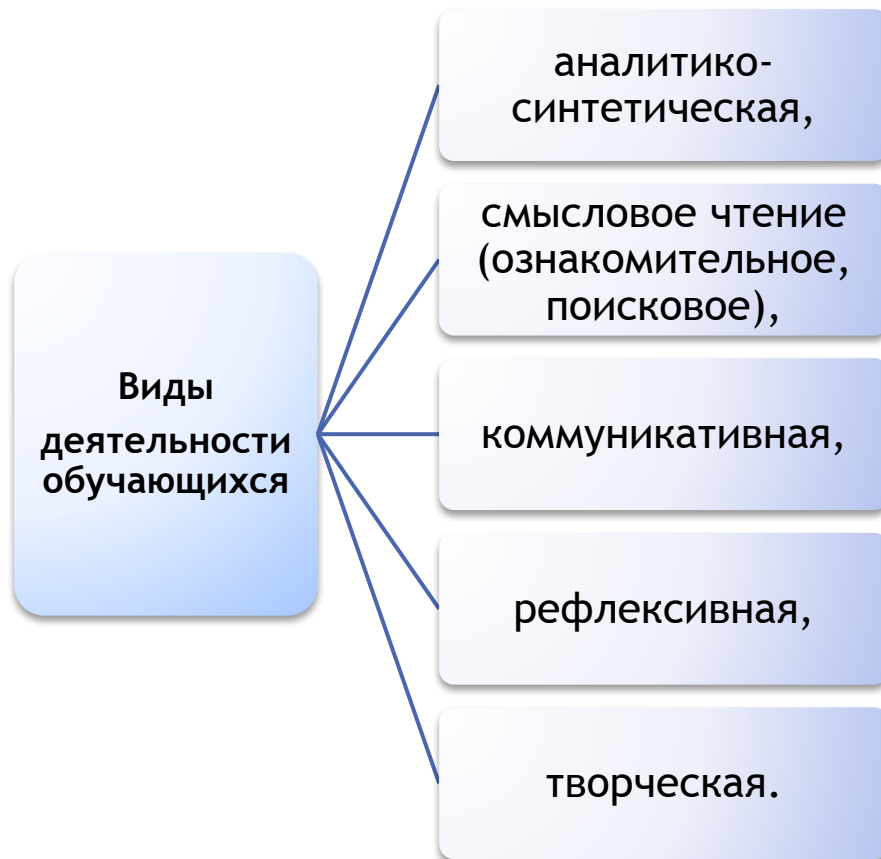 Виды
деятельности
обучающихся
аналитико-
синтетическая,
смысловое чтение
(ознакомительное,
поисковое),
коммуникативная,
рефлексивная,
творческая.